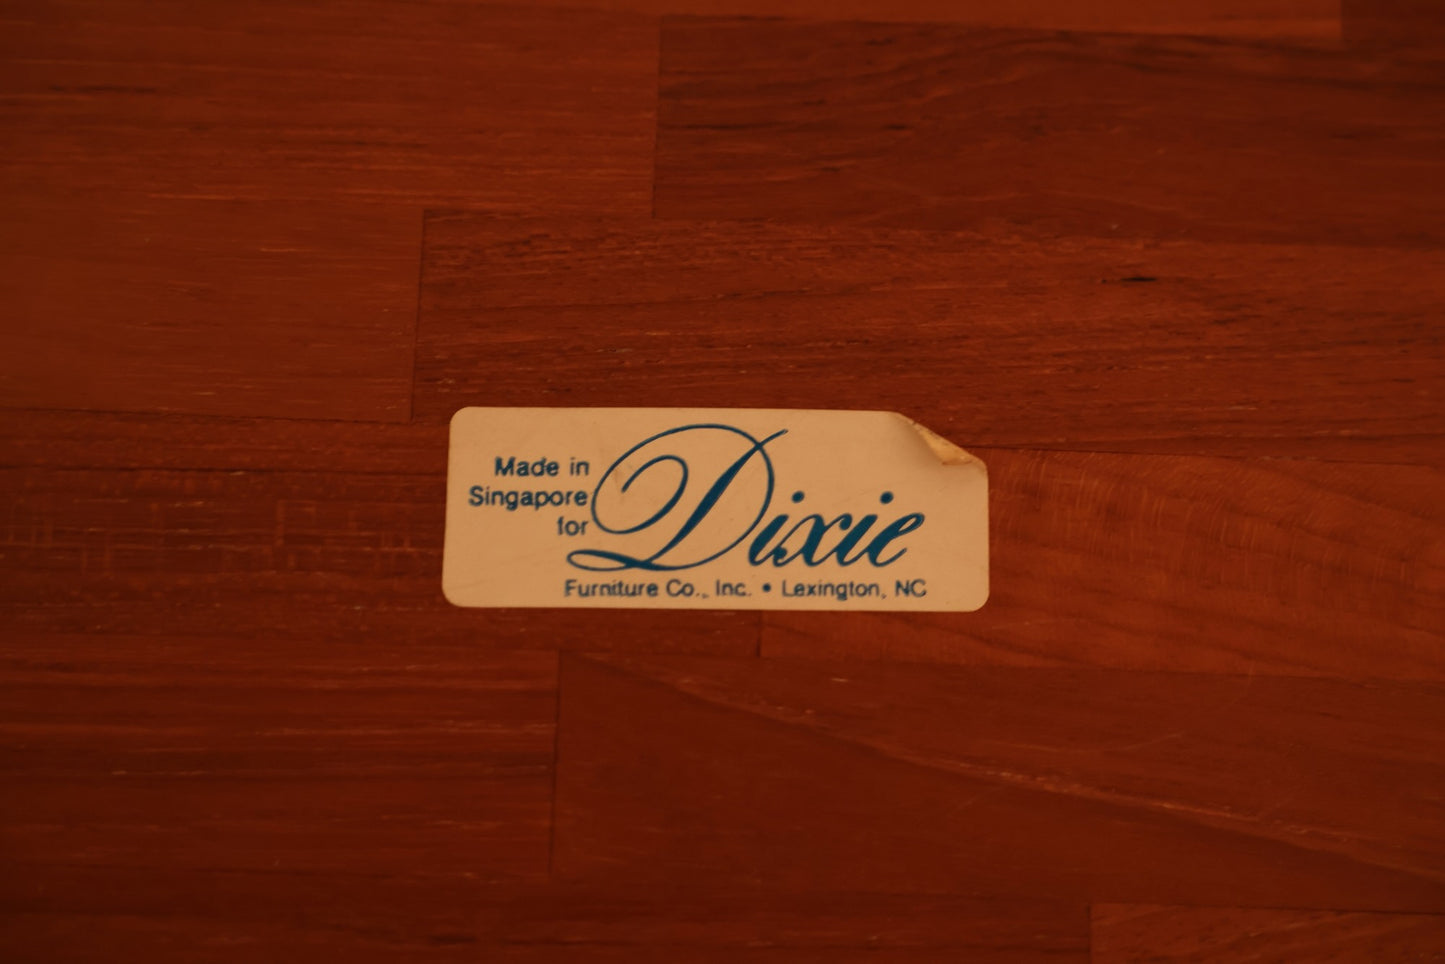 Made in
Singapore
for
Dixie
Furniture Co., Inc. • Lexington, NC